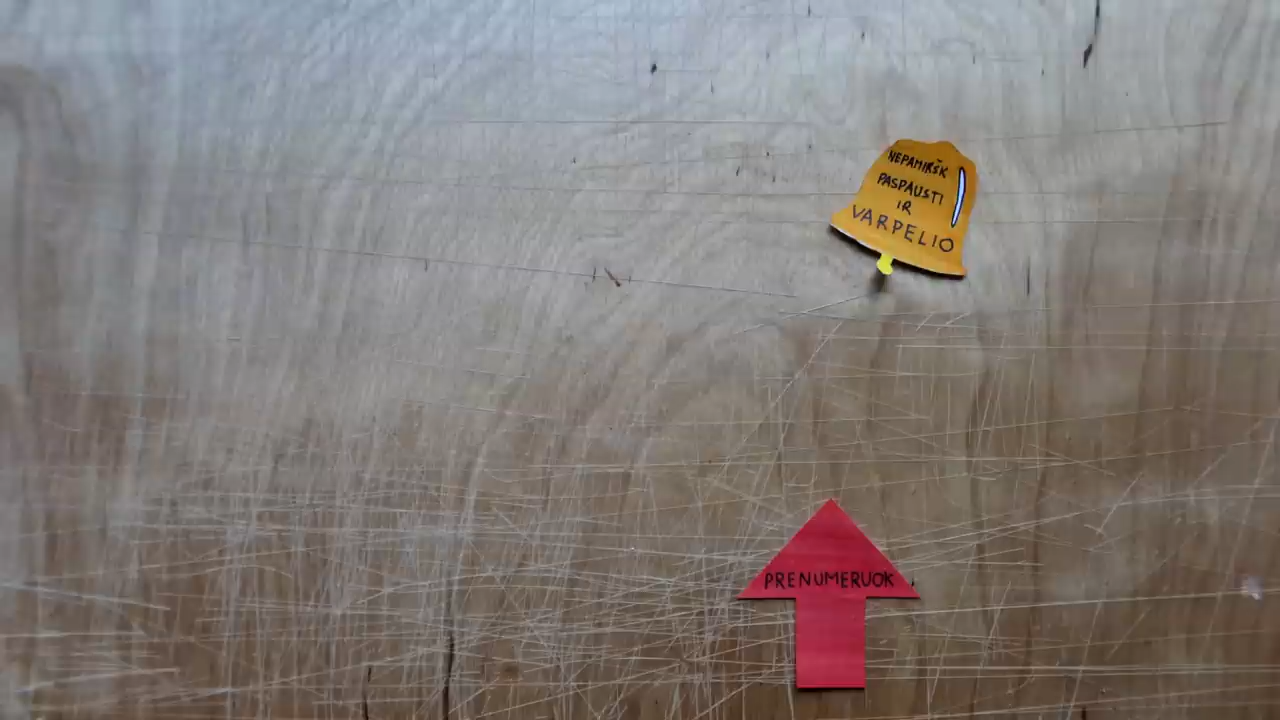 NEPAMIRŠK
PASPAUSTI
IR
VARPELIO
PRENUMERUOK